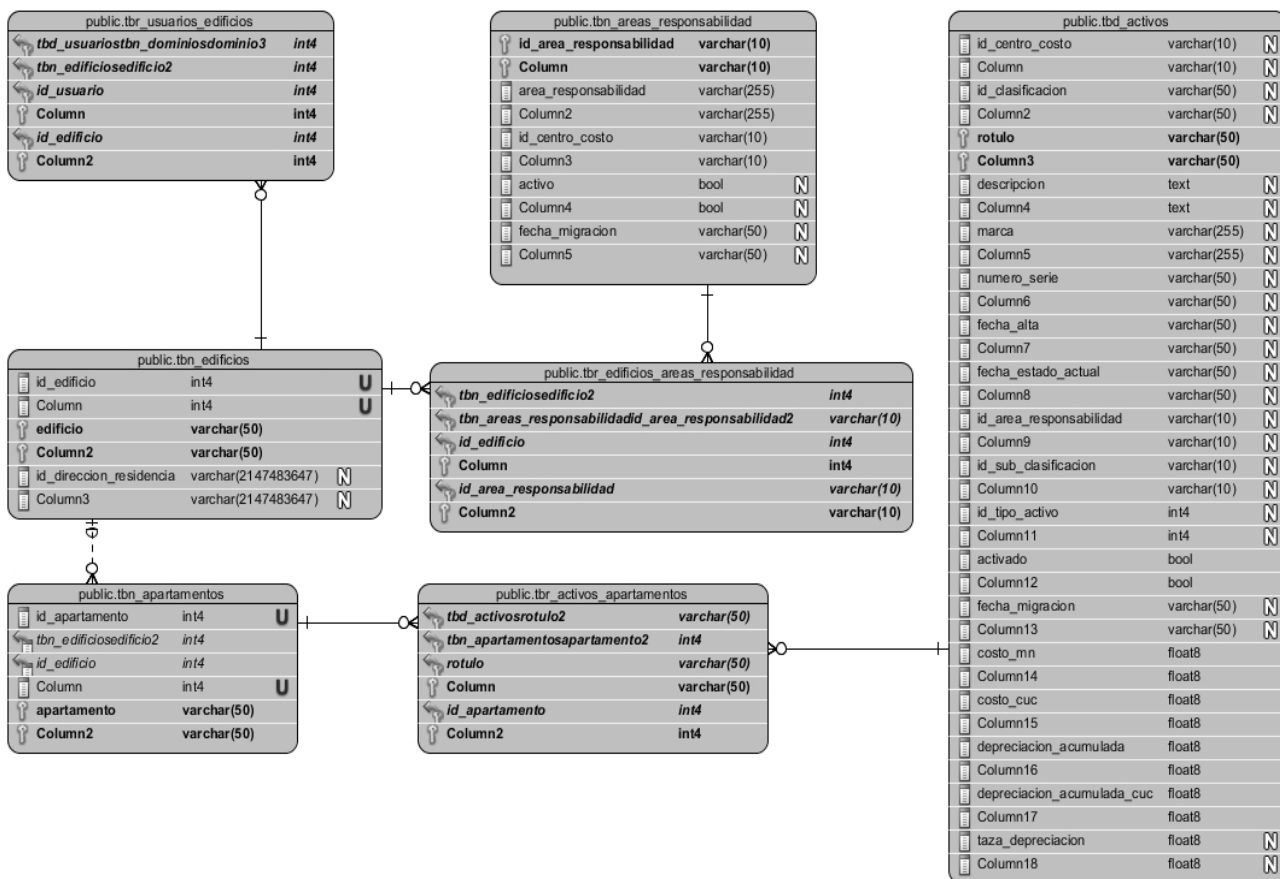 public.tbr_usuarios_edificios
tbd_usuariostbn_dominiosdominio3 int4
tbn_edificiosedificio2 int4
id_usuario int4
Column int4
id_edificio int4
Column2 int4
public.tbn_areas_responsabilidad
id_area_responsabilidad varchar(10)
Column varchar(10)
area_responsabilidad varchar(255)
Column2 varchar(255)
id_centro_costo varchar(10)
Column3 varchar(10)
activo bool N
Column4 bool N
fecha_migracion varchar(50) N
Column5 varchar(50) N
public.tbd_activos
id_centro_costo varchar(10) N
Column varchar(10) N
id_clasificacion varchar(50) N
Column2 varchar(50) N
rotulo varchar(50)
Column3 varchar(50)
descripcion text N
Column4 text N
marca varchar(255) N
Column5 varchar(255) N
numero_serie varchar(50) N
Column6 varchar(50) N
fecha_alta varchar(50) N
Column7 varchar(50) N
fecha_estado_actual varchar(50) N
Column8 varchar(50) N
id_area_responsabilidad varchar(10) N
Column9 varchar(10) N
id_sub_clasificacion varchar(10) N
Column10 varchar(10) N
id_tipo_activo int4 N
Column11 int4 N
activado bool
Column12 bool
fecha_migracion varchar(50) N
Column13 varchar(50) N
costo_mn float8
Column14 float8
costo_cuc float8
Column15 float8
depreciacion_acumulada float8
Column16 float8
depreciacion_acumulada_cuc float8
Column17 float8
taza_depreciacion float8 N
Column18 float8 N
public.tbn_edificios
id_edificio int4 U
Column int4 U
edificio varchar(50)
Column2 varchar(50)
id_direccion_residencia varchar(2147483647) N
Column3 varchar(2147483647) N
public.tbr_edificios_areas_responsabilidad
tbn_edificiosedificio2 int4
tbn_areas_responsabilidadid_area_responsabilidad2 varchar(10)
id_edificio int4
Column int4
id_area_responsabilidad varchar(10)
Column2 varchar(10)
public.tbn_apartamentos
id_apartamento int4 U
tbn_edificiosedificio2 int4
id_edificio int4
Column int4 U
apartamento varchar(50)
Column2 varchar(50)
public.tbr_activos_apartamentos
tbd_activosrotulo2 varchar(50)
tbn_apartamentosapartamento2 int4
rotulo varchar(50)
Column varchar(50)
id_apartamento int4
Column2 int4